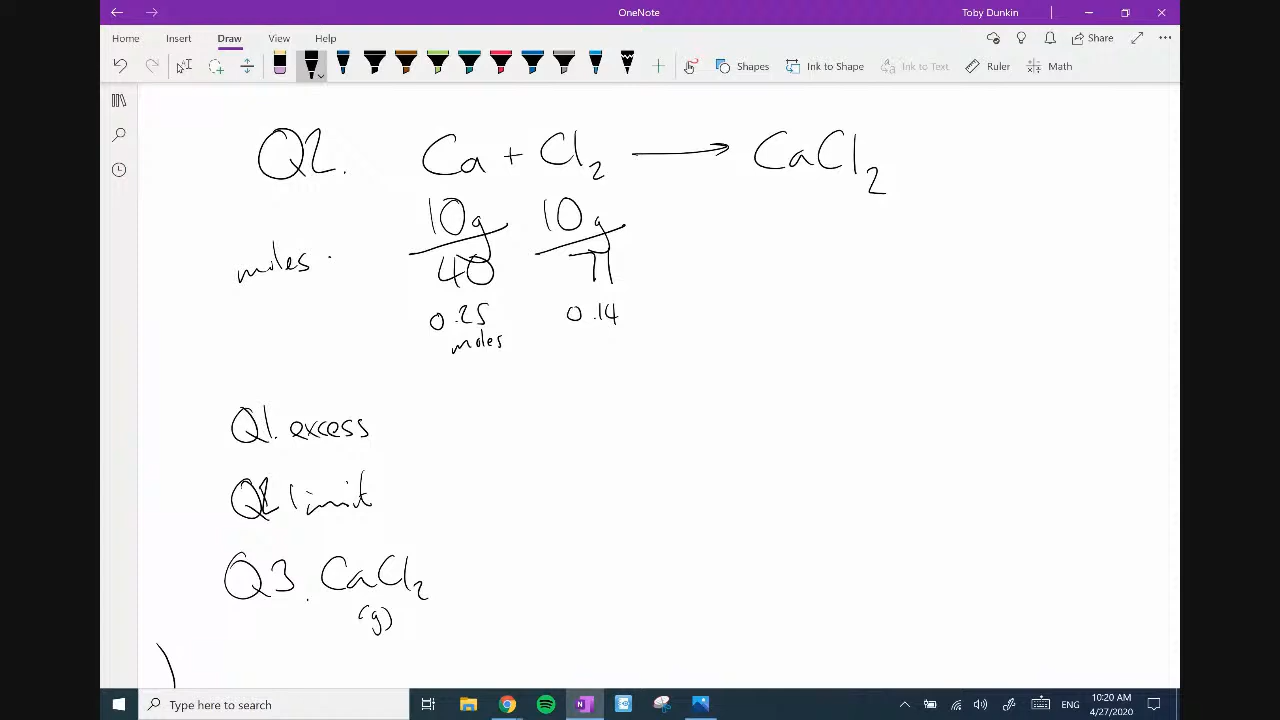 OneNote
Toby Dunkin
Home Insert Draw View Help
Share
Shapes Ink to Shape Ink to Text Ruler Math
Q2. Ca + Cl2 → CaCl2
10g 10g
moles. 40 71
0.25 0.14
moles
Q1. excess
Q2 limit
Q3. CaCl2
(g)
Type here to search
ENG
10:20 AM
4/27/2020